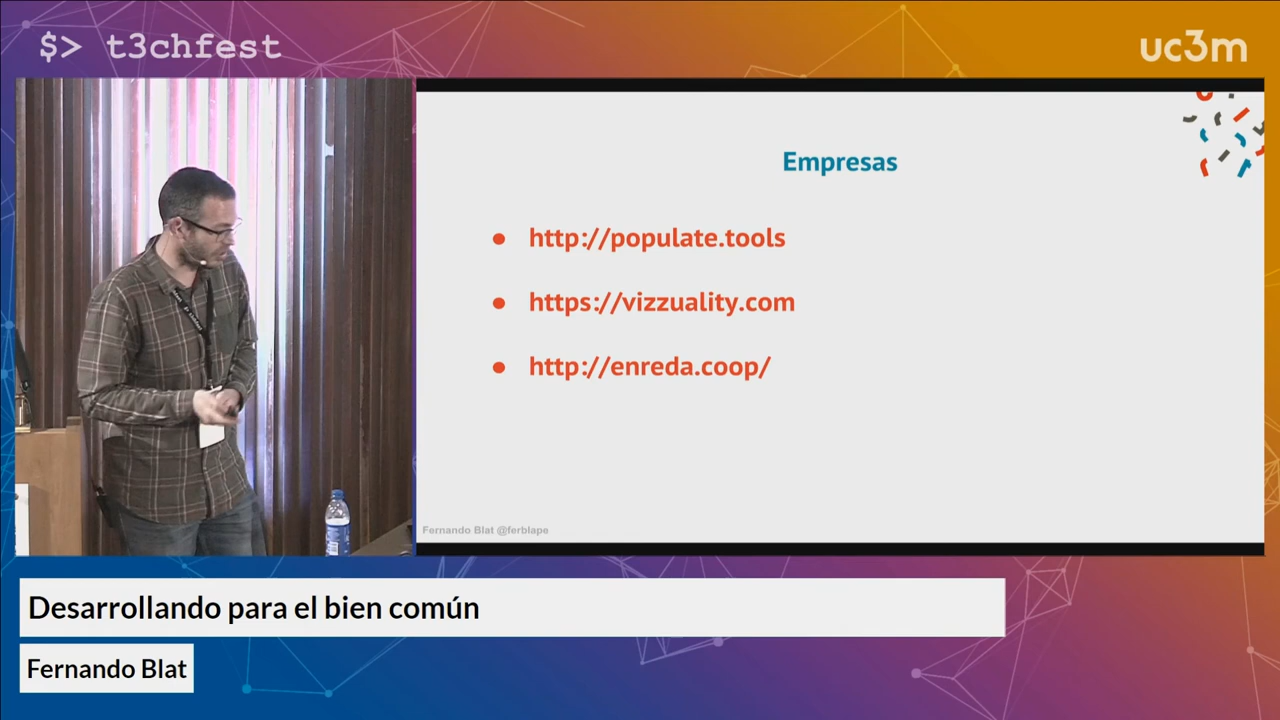 $> t3chfest
uc3m
Empresas
http://populate.tools
https://vizzuality.com
http://enreda.coop/
Fernando Blat @ferblape
Desarrollando para el bien común
Fernando Blat